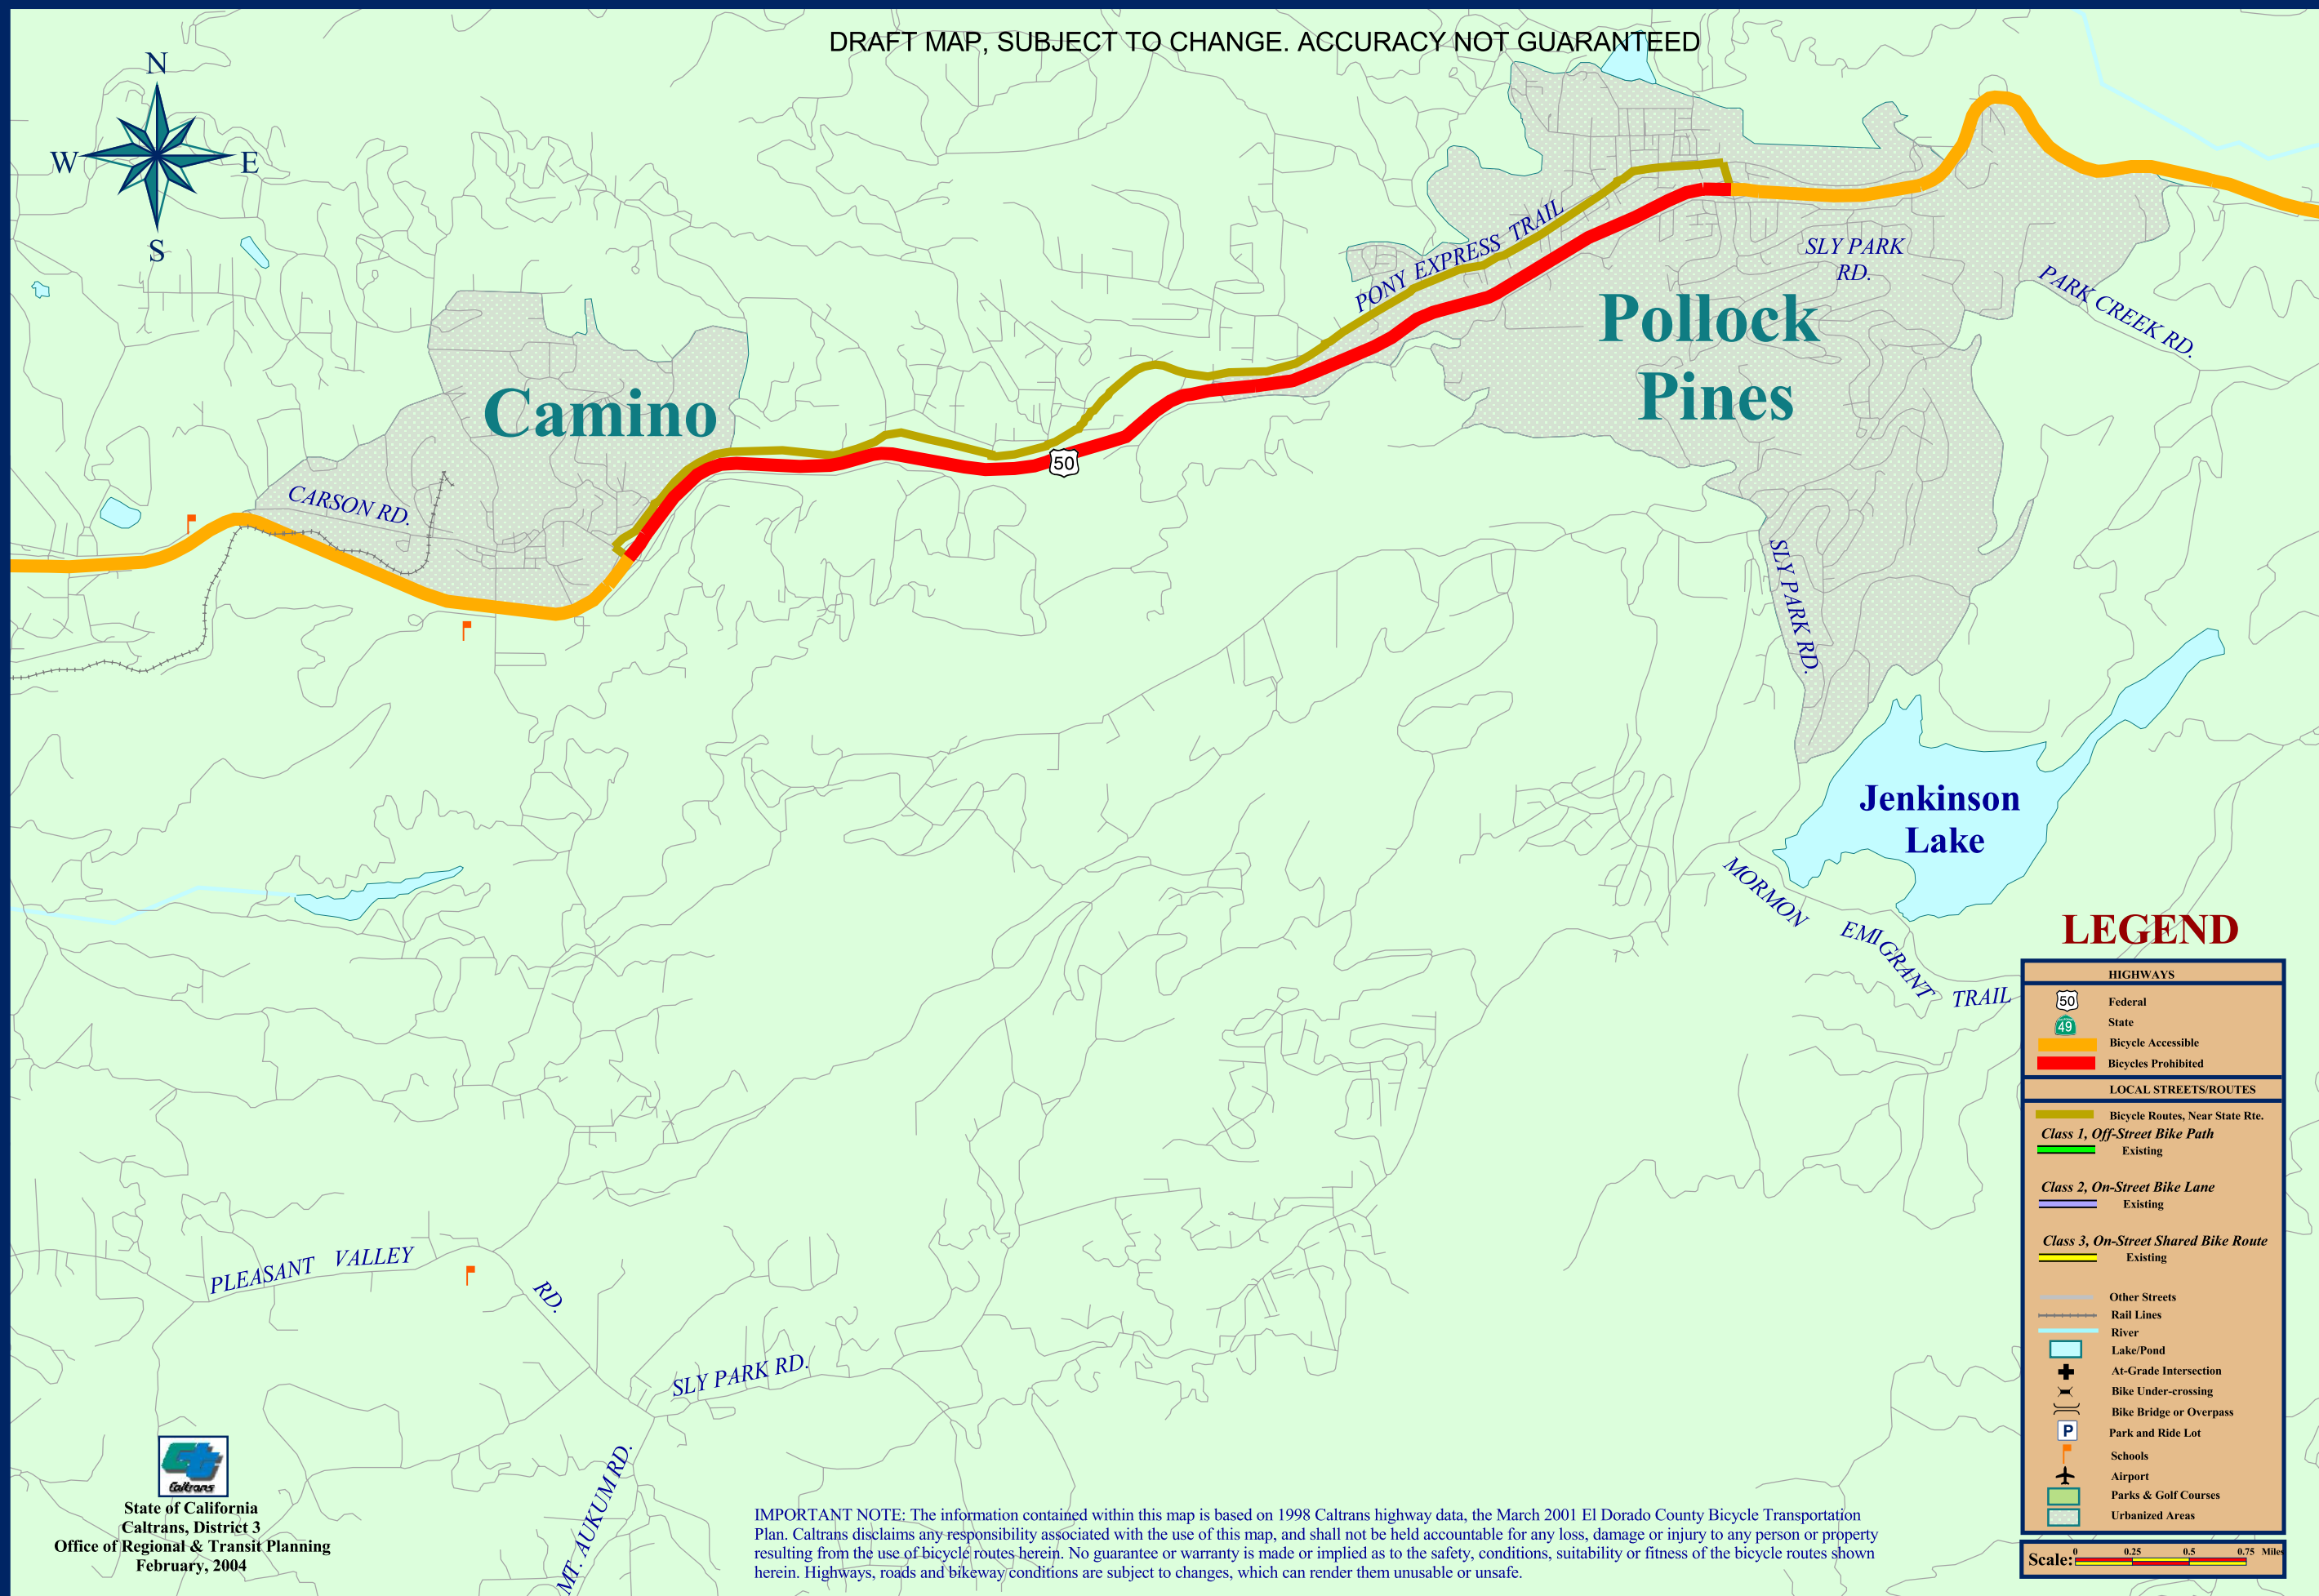 DRAFT MAP, SUBJECT TO CHANGE. ACCURACY NOT GUARANTEED
N
W
E
S
PONY EXPRESS TRAIL
SLY PARK
RD.
PARK CREEK RD.
Pollock
Pines
Camino
CARSON RD.
50
SLY PARK RD.
Jenkinson
Lake
MORMON EMIGRANT TRAIL
PLEASANT VALLEY RD.
SLY PARK RD.
MT. AUKUM RD.
LEGEND
HIGHWAYS
50 Federal
49 State
Bicycle Accessible
Bicycles Prohibited
LOCAL STREETS/ROUTES
Bicycle Routes, Near State Rte.
Class 1, Off-Street Bike Path
Existing
Class 2, On-Street Bike Lane
Existing
Class 3, On-Street Shared Bike Route
Existing
Other Streets
Rail Lines
River
Lake/Pond
At-Grade Intersection
Bike Under-crossing
Bike Bridge or Overpass
P Park and Ride Lot
Schools
Airport
Parks & Golf Courses
Urbanized Areas
Scale: 0 0.25 0.5 0.75 Miles
Caltrans
State of California
Caltrans, District 3
Office of Regional & Transit Planning
February, 2004
IMPORTANT NOTE: The information contained within this map is based on 1998 Caltrans highway data, the March 2001 El Dorado County Bicycle Transportation
Plan. Caltrans disclaims any responsibility associated with the use of this map, and shall not be held accountable for any loss, damage or injury to any person or property
resulting from the use of bicycle routes herein. No guarantee or warranty is made or implied as to the safety, conditions, suitability or fitness of the bicycle routes shown
herein. Highways, roads and bikeway conditions are subject to changes, which can render them unusable or unsafe.